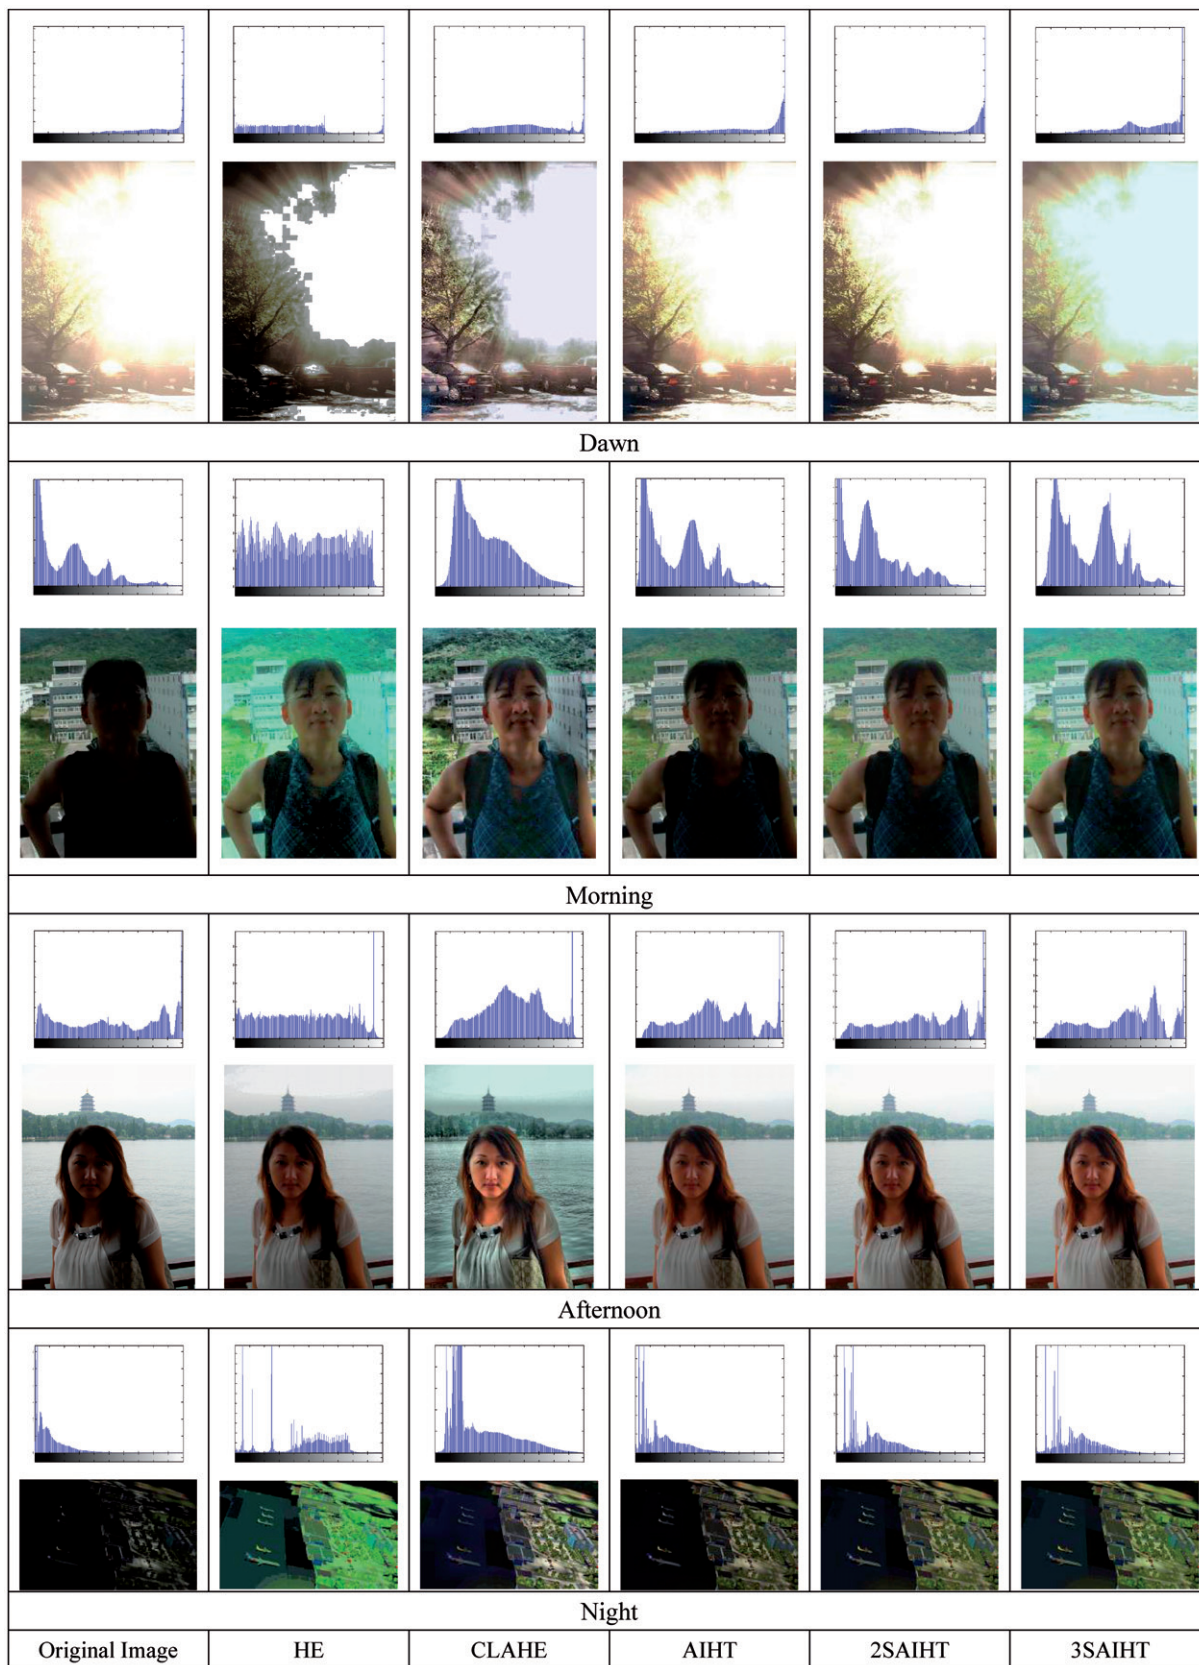 Dawn
Morning
Afternoon
Night
Original Image HE CLAHE AIHT 2SAIHT 3SAIHT